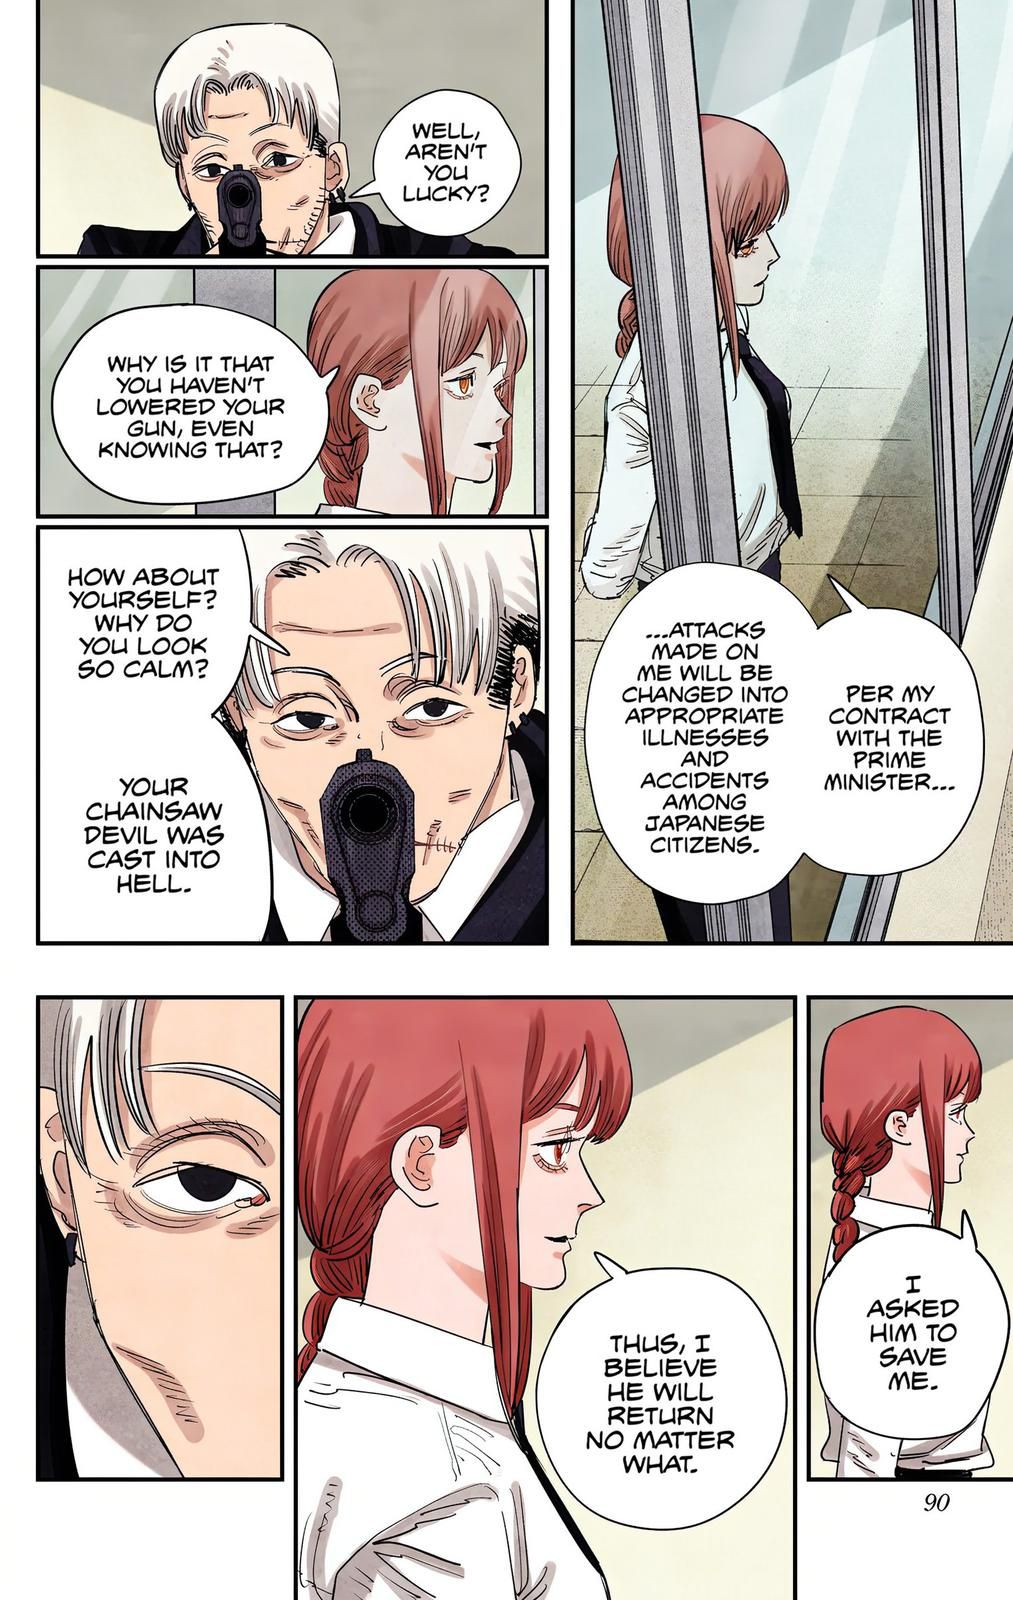 PER MY
CONTRACT
WITH THE
PRIME
MINISTER...
...ATTACKS
MADE ON
ME WILL BE
CHANGED INTO
APPROPRIATE
ILLNESSES
AND
ACCIDENTS
AMONG
JAPANESE
CITIZENS.
WELL,
AREN'T
YOU
LUCKY?
WHY IS IT THAT
YOU HAVEN'T
LOWERED YOUR
GUN, EVEN
KNOWING THAT?
HOW ABOUT
YOURSELF?
WHY DO
YOU LOOK
SO CALM?
YOUR
CHAINSAW
DEVIL WAS
CAST INTO
HELL.
I
ASKED
HIM TO
SAVE
ME.
THUS, I
BELIEVE
HE WILL
RETURN
NO MATTER
WHAT.
90